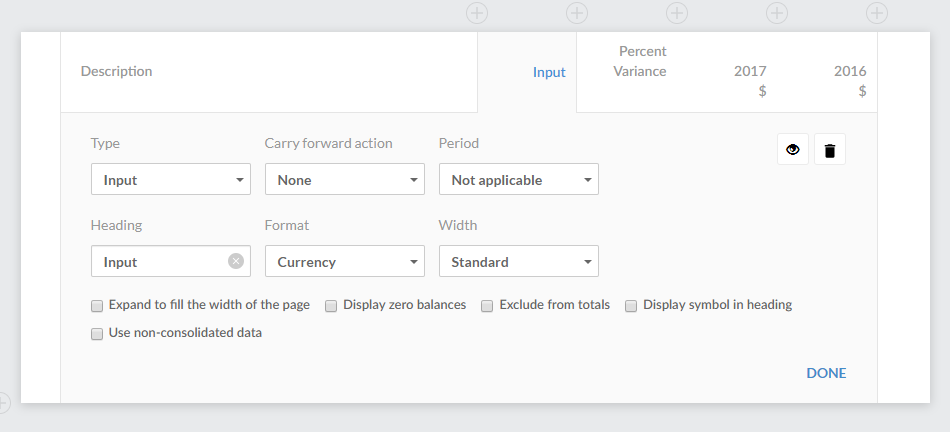 Description
Input
Percent
Variance
2017
$
2016
$
Type
Carry forward action
Period
Input
None
Not applicable
Heading
Format
Width
Input
Currency
Standard
Expand to fill the width of the page
Display zero balances
Exclude from totals
Display symbol in heading
Use non-consolidated data
DONE